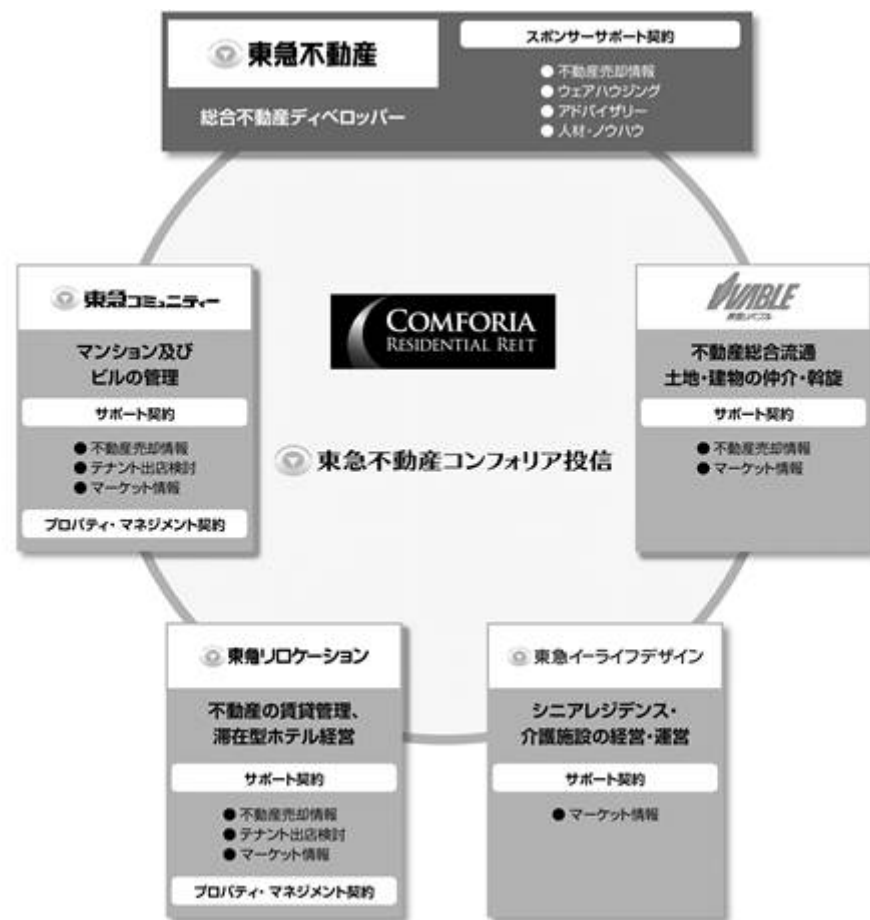 東急不動産
総合不動産ディベロッパー
スポンサーサポート契約
● 不動産売却情報
● ウェアハウジング
● アドバイザリー
● 人材・ノウハウ
東急コミュニティー
マンション及び
ビルの管理
サポート契約
● 不動産売却情報
● テナント出店検討
● マーケット情報
プロパティ・マネジメント契約
COMFORIA
RESIDENTIAL REIT
東急不動産コンフォリア投信
LIVABLE
東急リバブル
不動産総合流通
土地・建物の仲介・斡旋
サポート契約
● 不動産売却情報
● マーケット情報
東急リロケーション
不動産の賃貸管理、
滞在型ホテル経営
サポート契約
● 不動産売却情報
● テナント出店検討
● マーケット情報
プロパティ・マネジメント契約
東急イーライフデザイン
シニアレジデンス・
介護施設の経営・運営
サポート契約
● マーケット情報